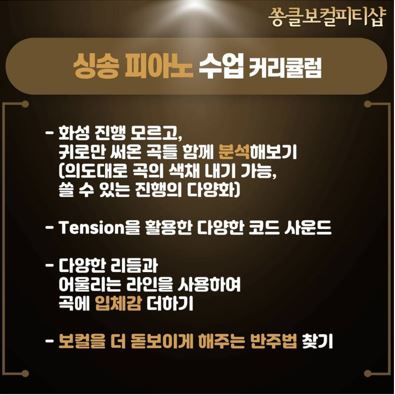 쏭클보컬피티샵
싱송 피아노 수업 커리큘럼
- 화성 진행 모르고,
귀로만 써온 곡들 함께 분석해보기
(의도대로 곡의 색채 내기 가능,
쓸 수 있는 진행의 다양화)
- Tension을 활용한 다양한 코드 사운드
- 다양한 리듬과
어울리는 라인을 사용하여
곡에 입체감 더하기
- 보컬을 더 돋보이게 해주는 반주법 찾기